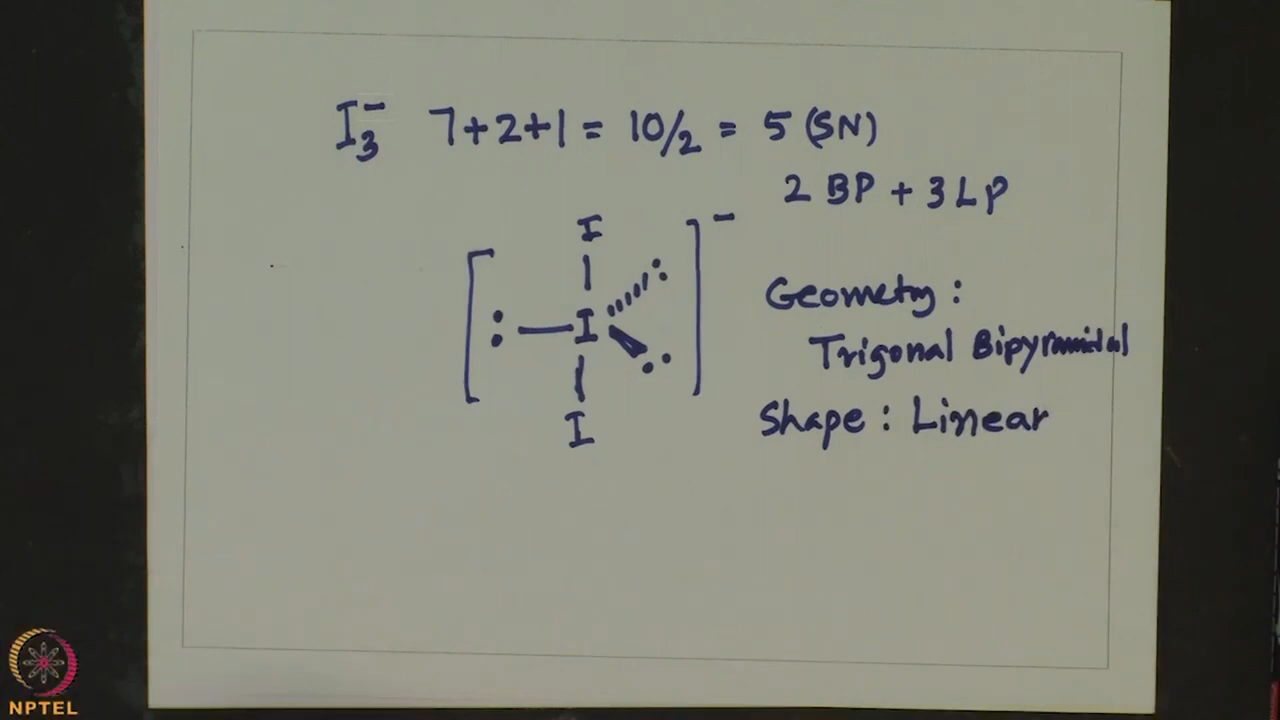 I₃⁻ 7+2+1 = 10/2 = 5 (SN)
2 BP + 3 LP
I
[ : — I : : ]⁻
I
Geometry :
Trigonal Bipyramidal
Shape : Linear
NPTEL